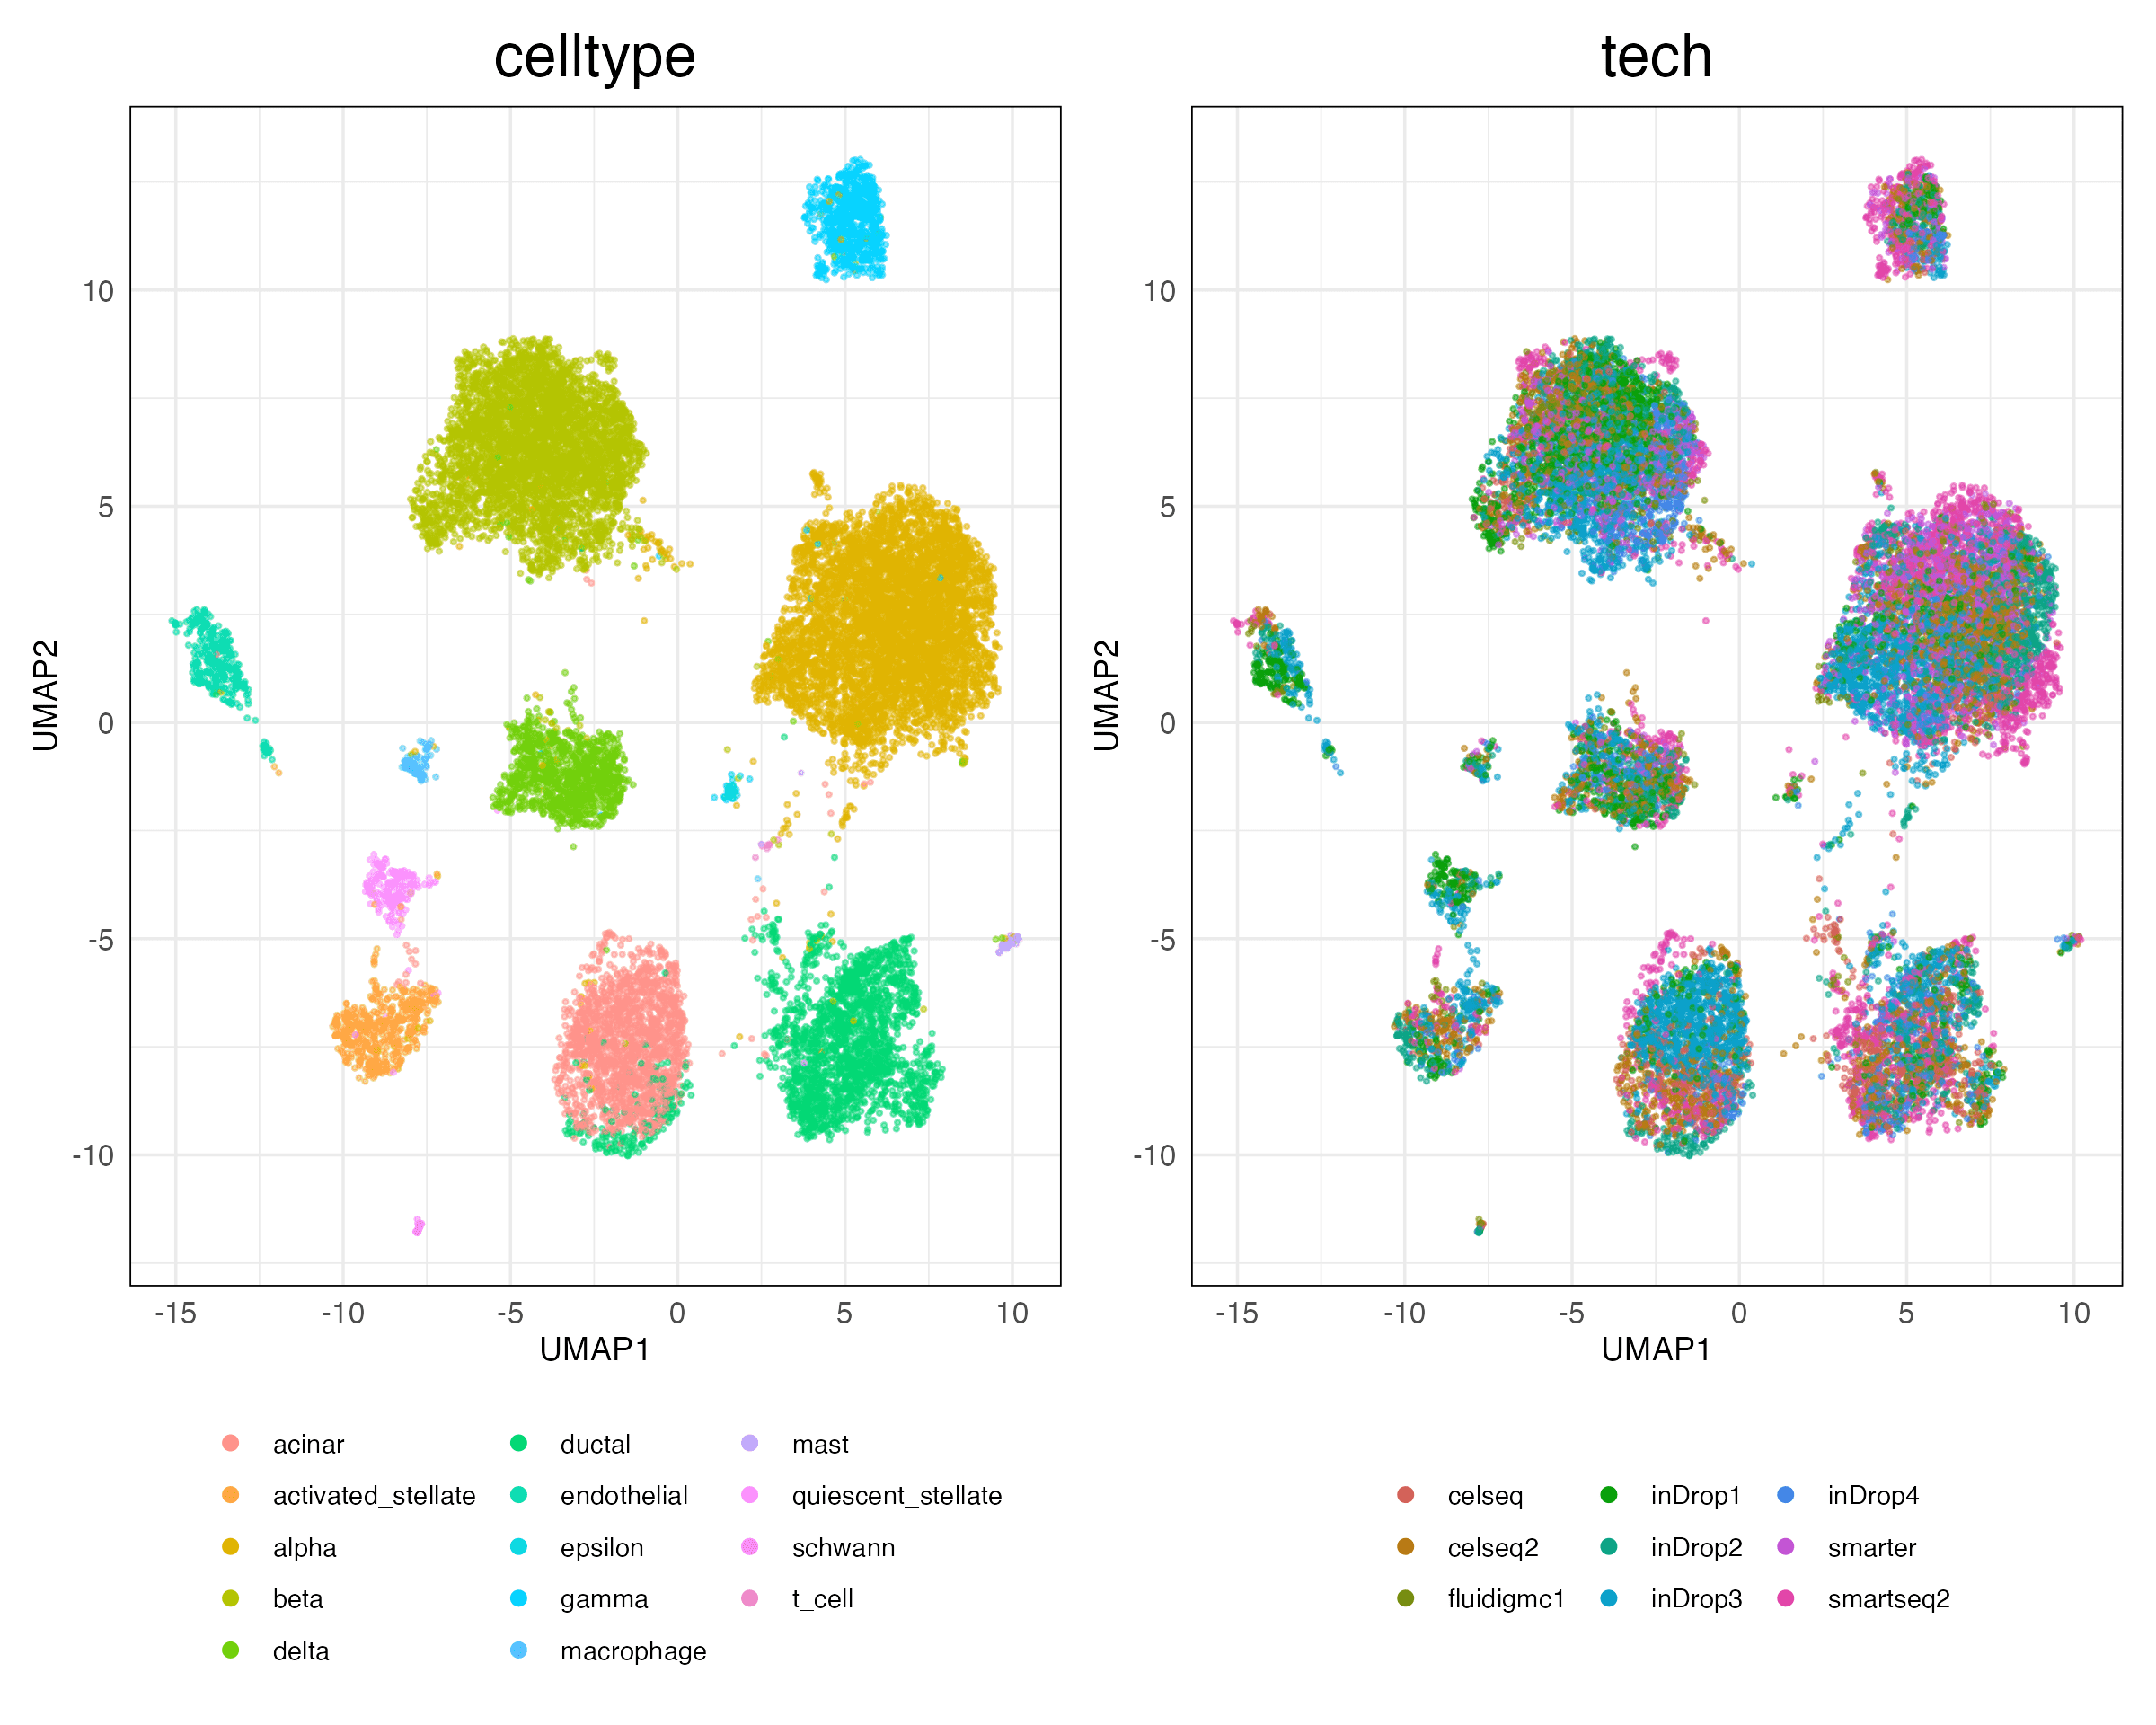 celltype
10
5
0
-5
-10
UMAP2
-15 -10 -5 0 5 10
UMAP1
acinar ductal mast
activated_stellate endothelial quiescent_stellate
alpha epsilon schwann
beta gamma t_cell
delta macrophage
tech
10
5
0
-5
-10
UMAP2
-15 -10 -5 0 5 10
UMAP1
celseq inDrop1 inDrop4
celseq2 inDrop2 smarter
fluidigmc1 inDrop3 smartseq2